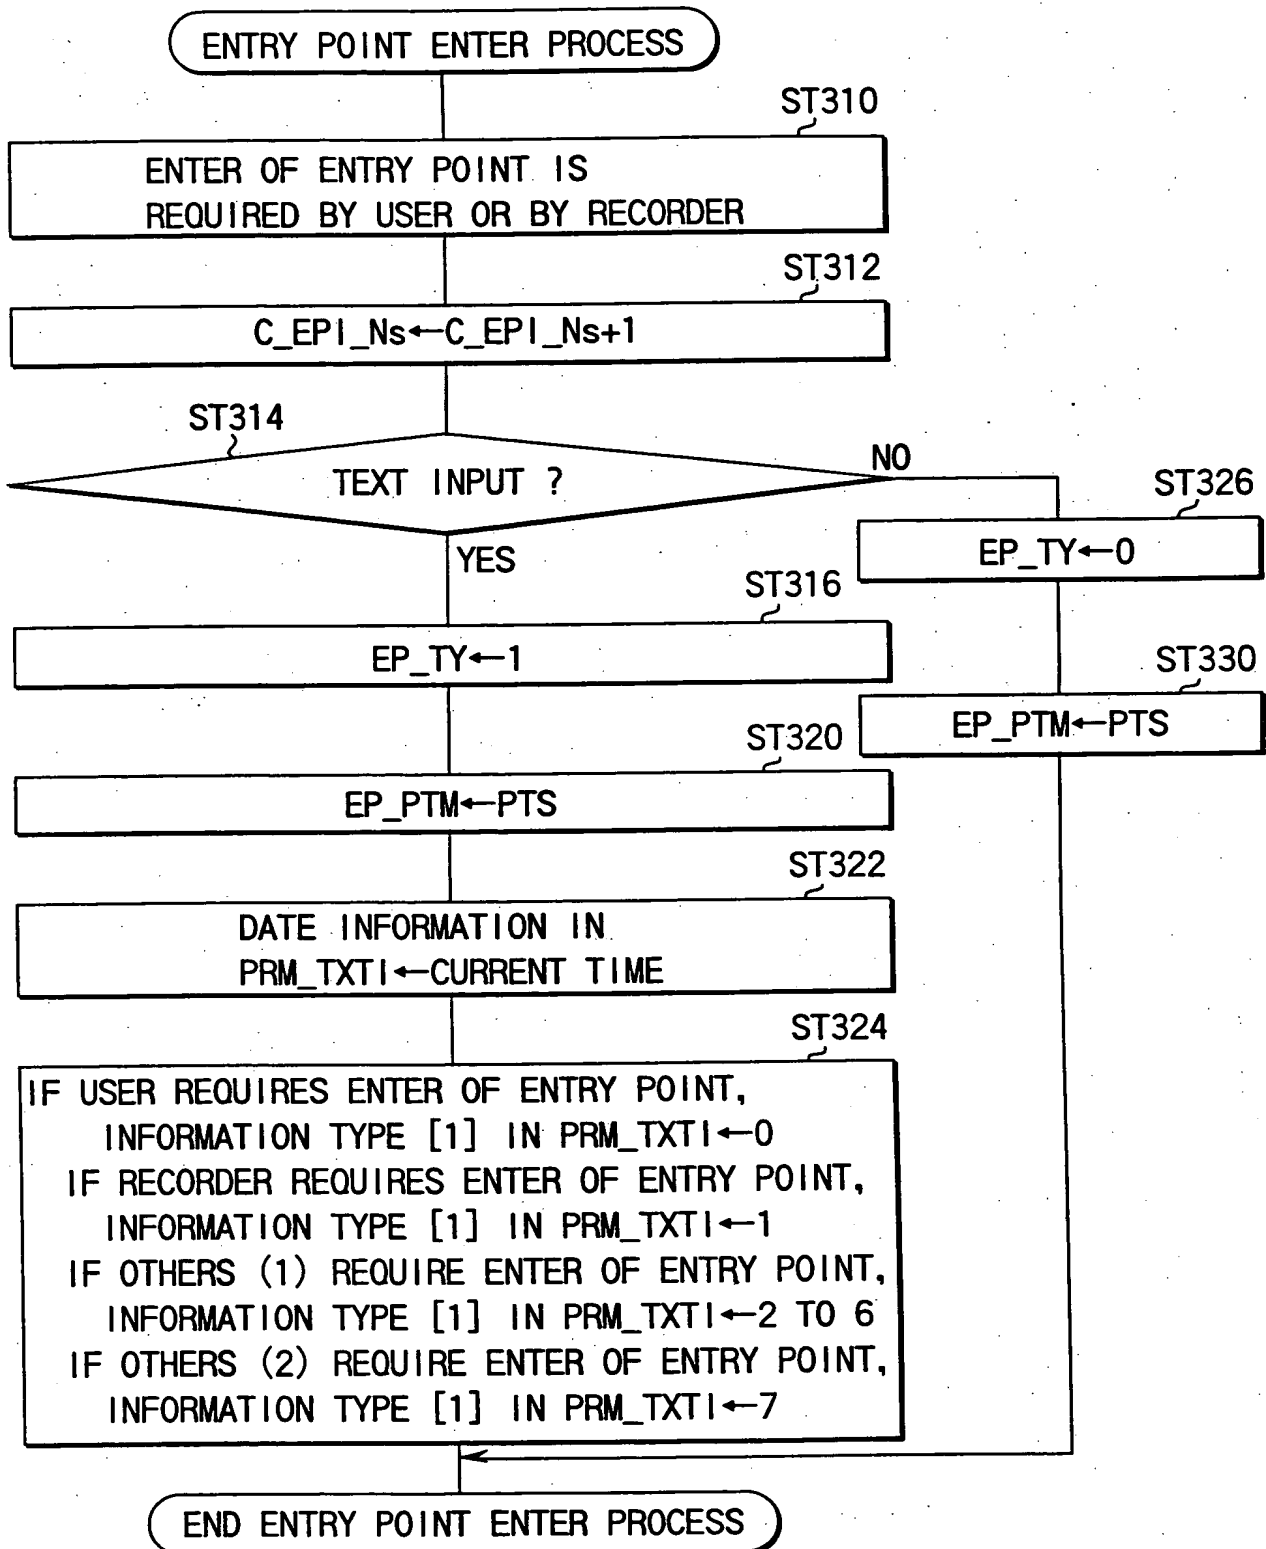 ENTRY POINT ENTER PROCESS
ST310
ENTER OF ENTRY POINT IS
REQUIRED BY USER OR BY RECORDER
ST312
C_EPI_Ns←C_EPI_Ns+1
ST314
TEXT INPUT ?
NO
YES
ST326
EP_TY←0
ST316
EP_TY←1
ST330
EP_PTM←PTS
ST320
EP_PTM←PTS
ST322
DATE INFORMATION IN
PRM_TXTI←CURRENT TIME
ST324
IF USER REQUIRES ENTER OF ENTRY POINT,
INFORMATION TYPE [1] IN PRM_TXTI←0
IF RECORDER REQUIRES ENTER OF ENTRY POINT,
INFORMATION TYPE [1] IN PRM_TXTI←1
IF OTHERS (1) REQUIRE ENTER OF ENTRY POINT,
INFORMATION TYPE [1] IN PRM_TXTI←2 TO 6
IF OTHERS (2) REQUIRE ENTER OF ENTRY POINT,
INFORMATION TYPE [1] IN PRM_TXTI←7
END ENTRY POINT ENTER PROCESS